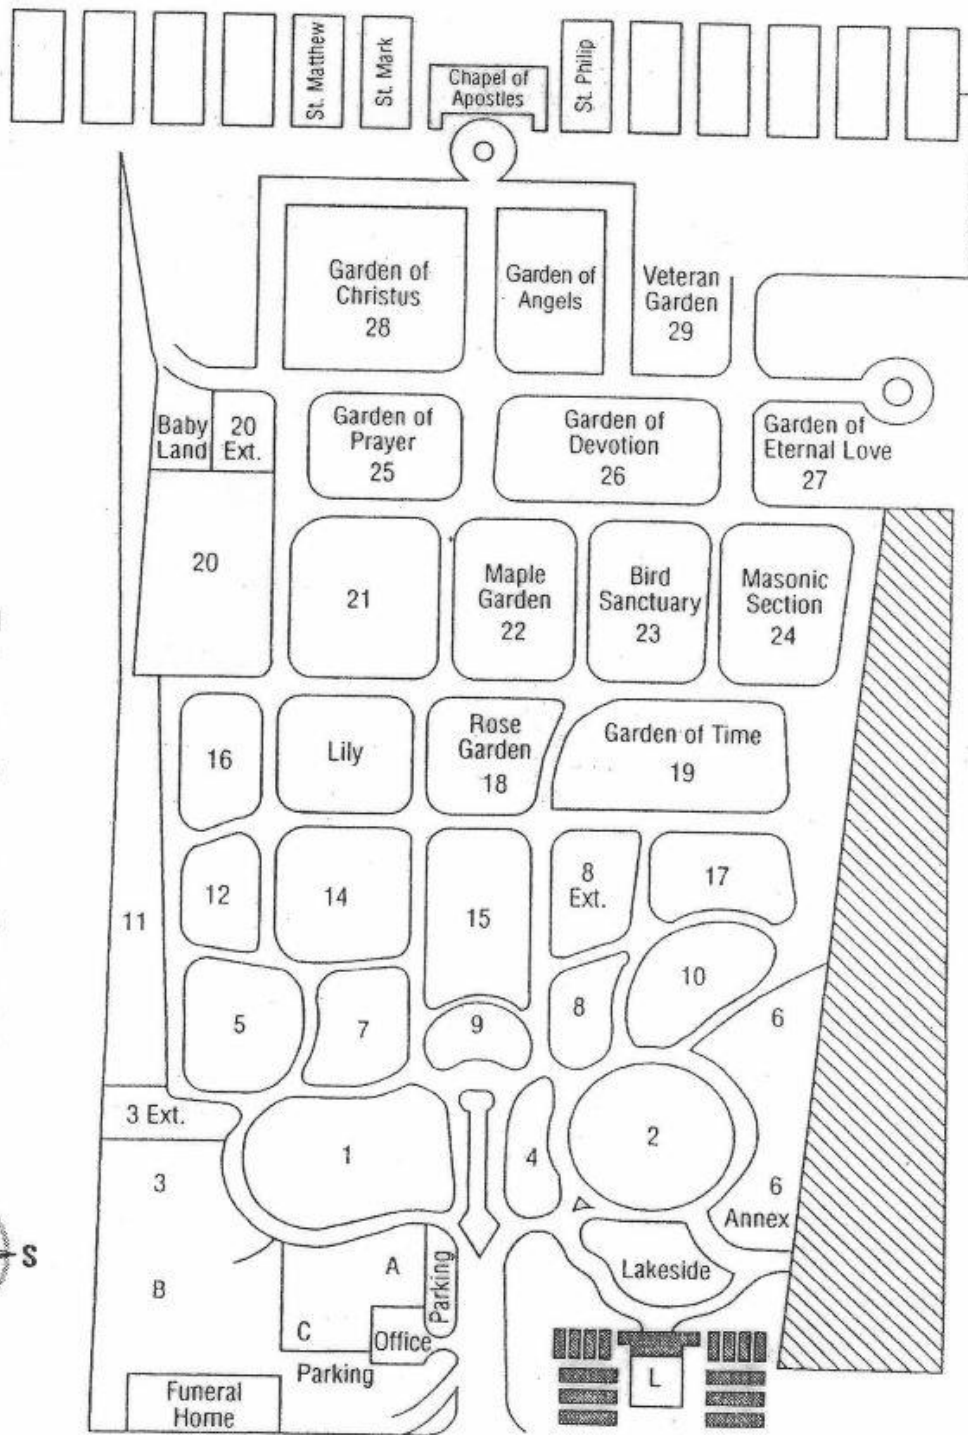 St. Matthew
St. Mark
Chapel of
Apostles
St. Philip
Garden of
Christus
28
Garden of
Angels
Veteran
Garden
29
Baby
Land
20
Ext.
Garden of
Prayer
25
Garden of
Devotion
26
Garden of
Eternal Love
27
20
21
Maple
Garden
22
Bird
Sanctuary
23
Masonic
Section
24
16
Lily
Rose
Garden
18
Garden of Time
19
11
12
14
15
8
Ext.
17
5
7
9
8
10
6
3 Ext.
1
4
2
3
6
Annex
S
B
A
Parking
Lakeside
C
Office
Parking
L
Funeral
Home